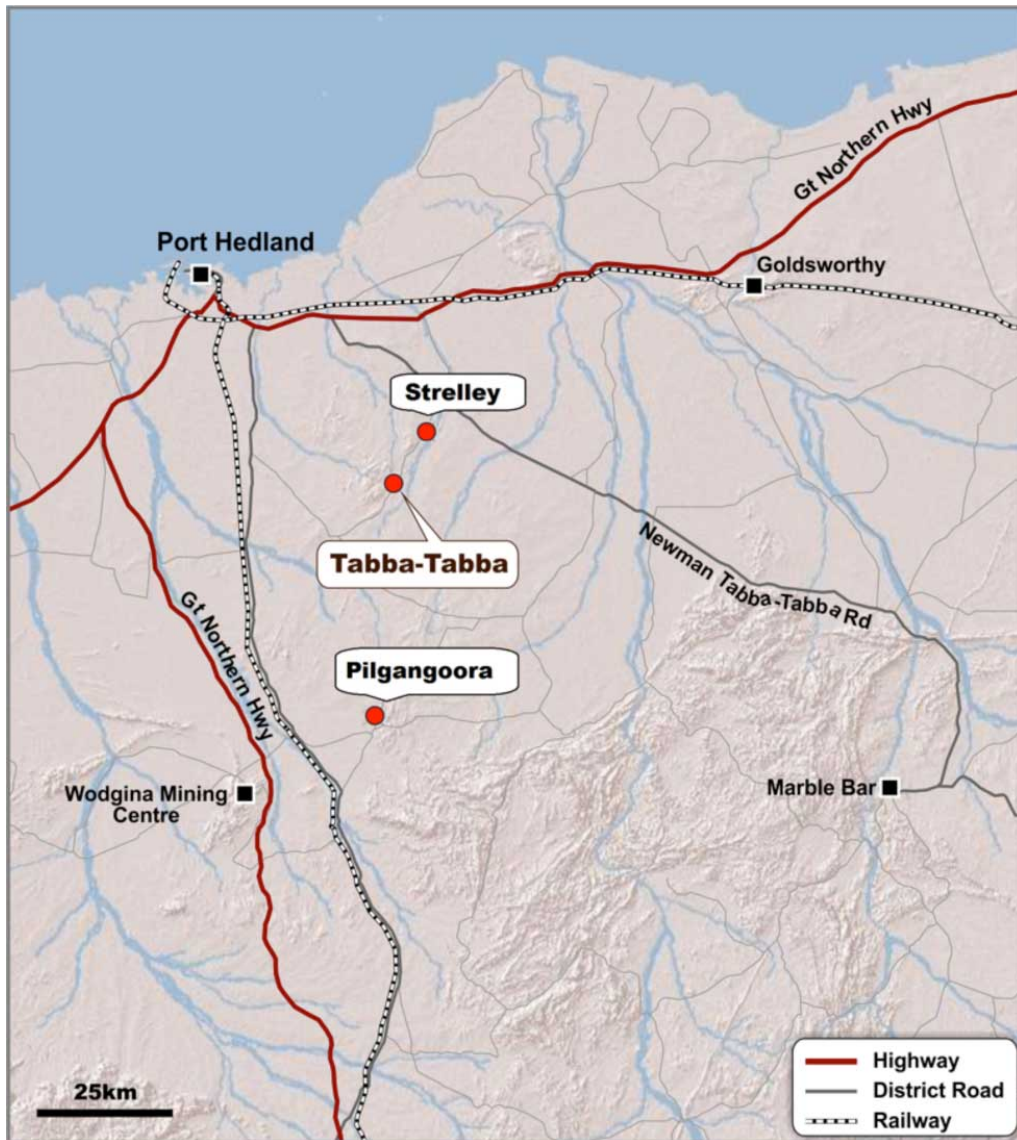 Gt Northern Hwy
Port Hedland
Goldsworthy
Strelley
Tabba-Tabba
Newman Tabba-Tabba Rd
Gt Northern Hwy
Pilgangoora
Wodgina Mining
Centre
Marble Bar
25km
Highway
District Road
Railway